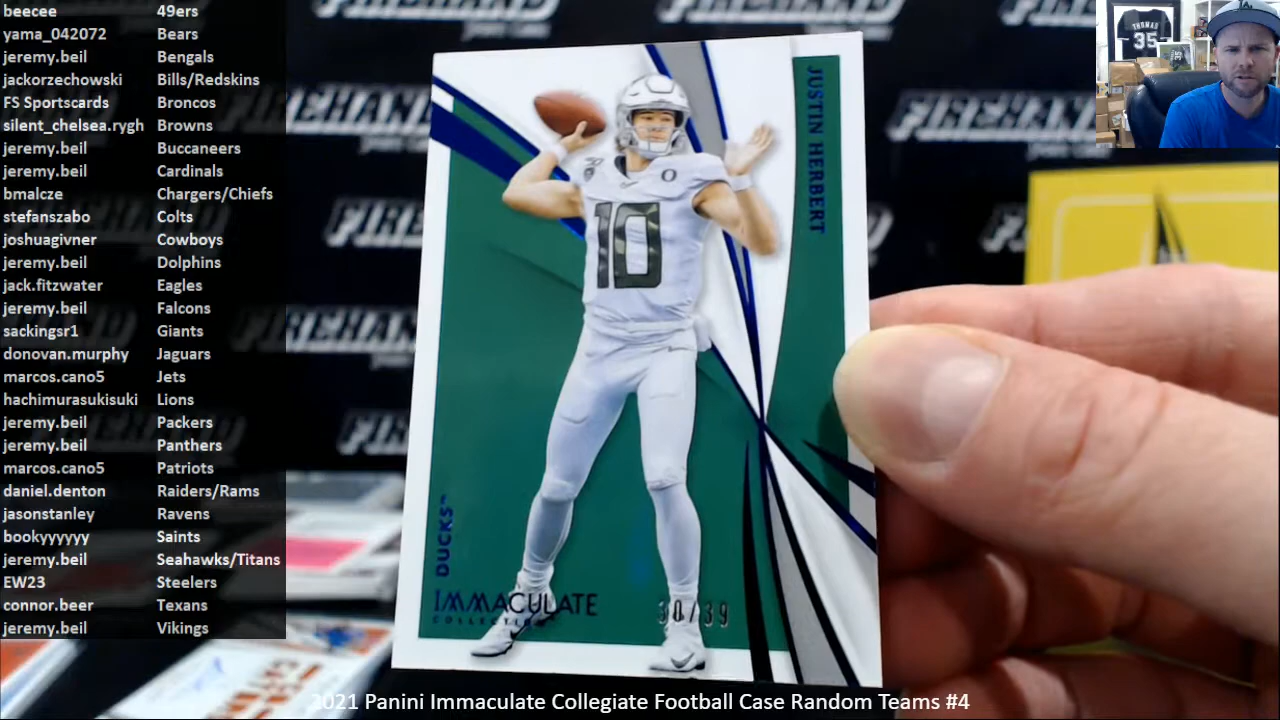 beecee 49ers
yama_042072 Bears
jeremy.beil Bengals
jackorzechowski Bills/Redskins
FS Sportscards Broncos
silent_chelsea.rygh Browns
jeremy.beil Buccaneers
jeremy.beil Cardinals
bmalcze Chargers/Chiefs
stefanszabo Colts
joshuagivner Cowboys
jeremy.beil Dolphins
jack.fitzwater Eagles
jeremy.beil Falcons
sackingsr1 Giants
donovan.murphy Jaguars
marcos.cano5 Jets
hachimurasukisuki Lions
jeremy.beil Packers
jeremy.beil Panthers
marcos.cano5 Patriots
daniel.denton Raiders/Rams
jasonstanley Ravens
bookyyyyyy Saints
jeremy.beil Seahawks/Titans
EW23 Steelers
connor.beer Texans
jeremy.beil Vikings
JUSTIN HERBERT
10
DUCKS
IMMACULATE
COLLECTION
30/39
FIREHAND
THOMAS
35
2021 Panini Immaculate Collegiate Football Case Random Teams #4